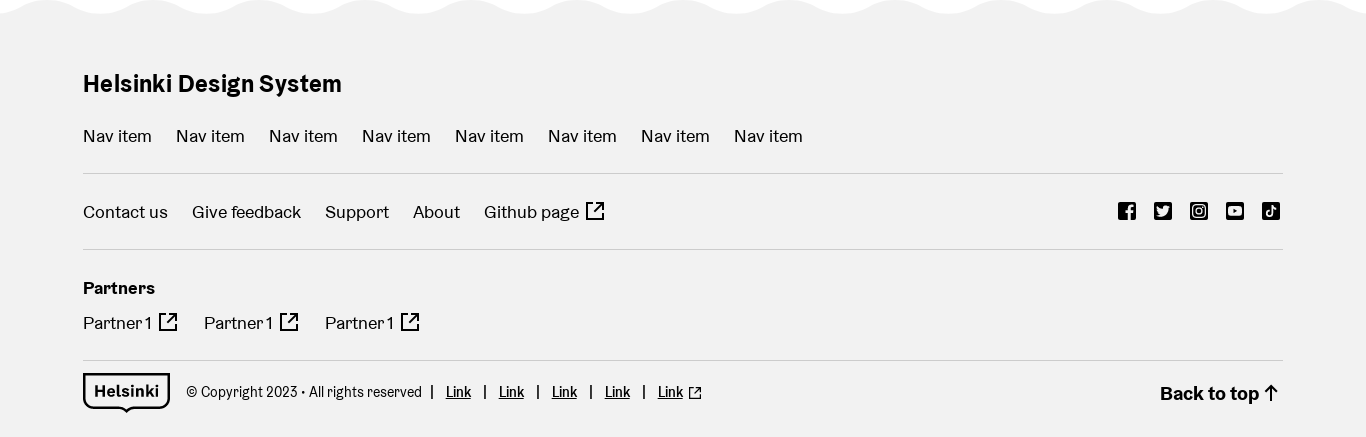 Helsinki Design System
Nav item Nav item Nav item Nav item Nav item Nav item Nav item Nav item
Contact us Give feedback Support About Github page
Partners
Partner 1 Partner 1 Partner 1
Helsinki © Copyright 2023 • All rights reserved | Link | Link | Link | Link | Link Back to top